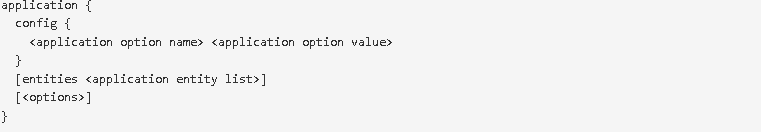 application {
  config {
    <application option name> <application option value>
  }
  [entities <application entity list>]
  [<options>]
}